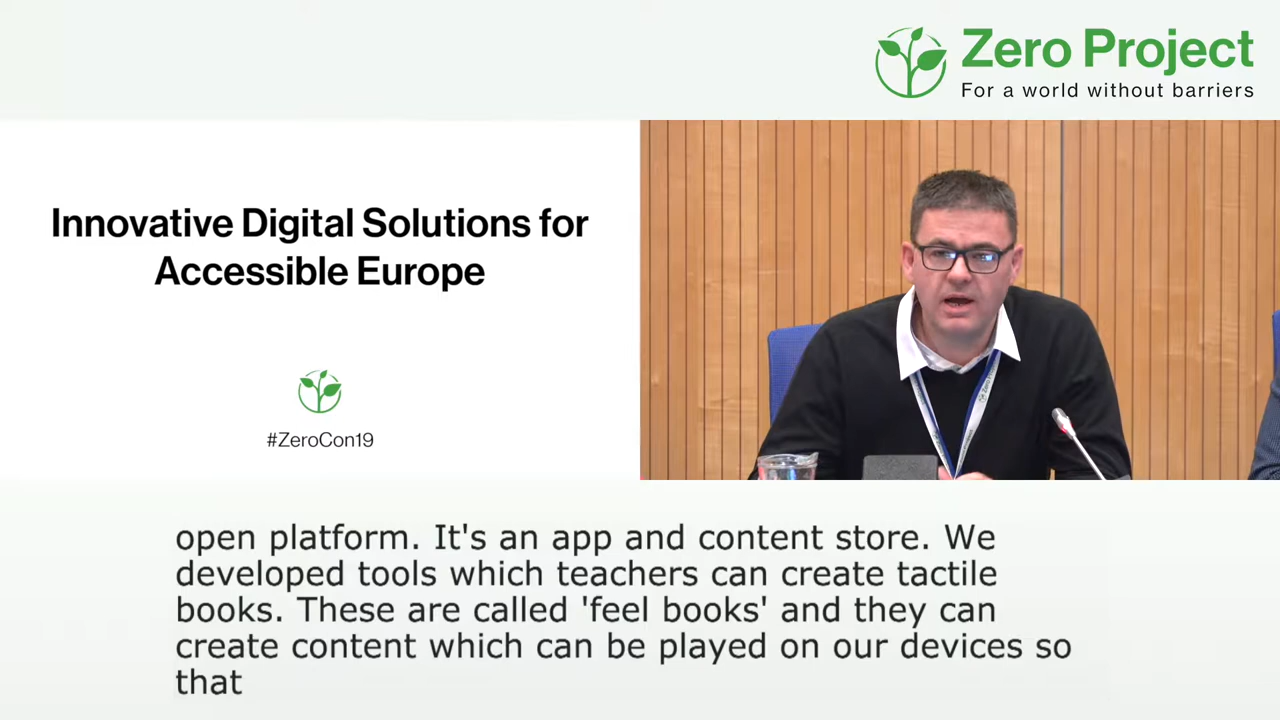 Zero Project
For a world without barriers
Innovative Digital Solutions for
Accessible Europe
#ZeroCon19
open platform. It's an app and content store. We
developed tools which teachers can create tactile
books. These are called 'feel books' and they can
create content which can be played on our devices so
that